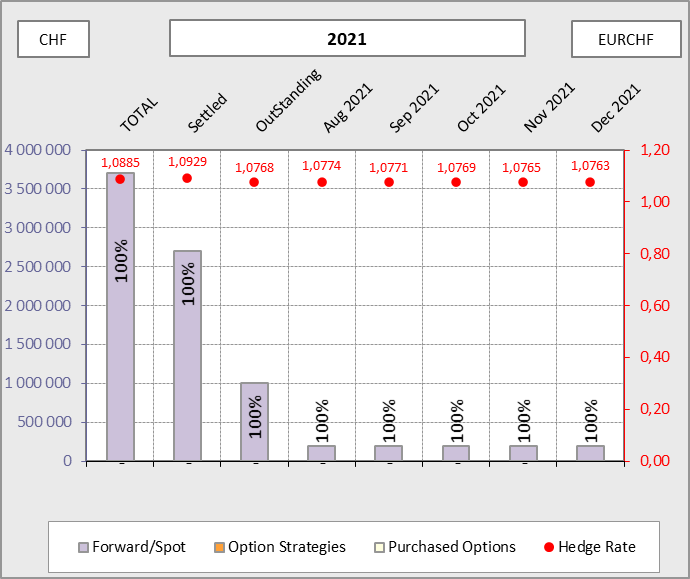 CHF
2021
EURCHF
TOTAL
Settled
OutStanding
Aug 2021
Sep 2021
Oct 2021
Nov 2021
Dec 2021
4 000 000
3 500 000
3 000 000
2 500 000
2 000 000
1 500 000
1 000 000
500 000
0
1,0885
1,0929
1,0768
1,0774
1,0771
1,0769
1,0765
1,0763
100%
100%
100%
100%
100%
100%
100%
100%
1,20
1,00
0,80
0,60
0,40
0,20
0,00
Forward/Spot
Option Strategies
Purchased Options
Hedge Rate